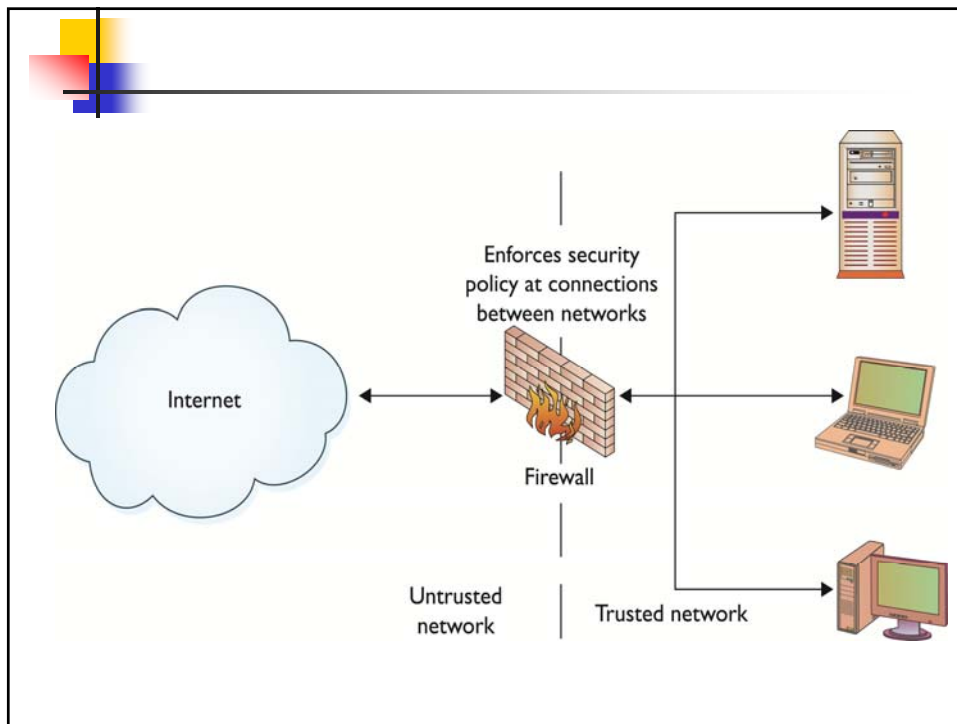 Enforces security
policy at connections
between networks
Internet
Firewall
Untrusted
network
Trusted network